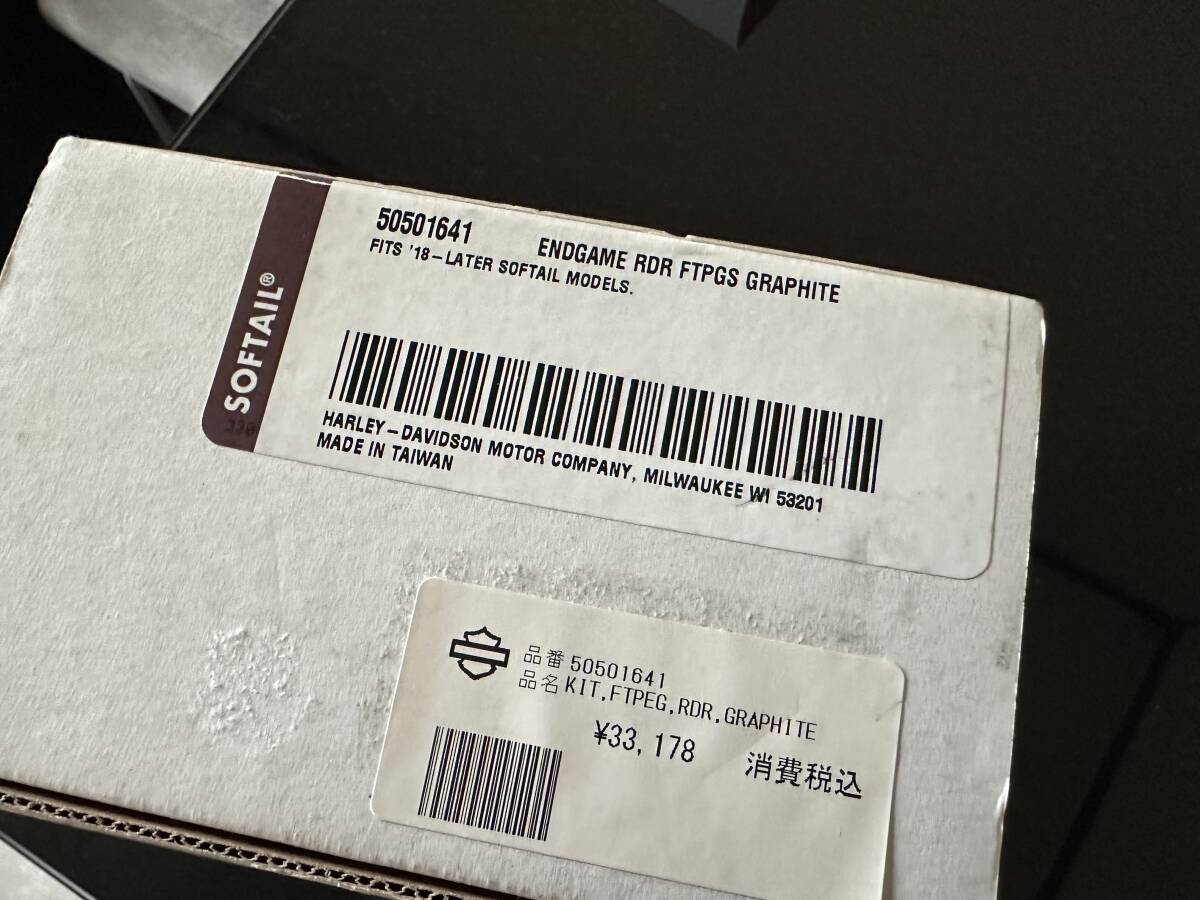 50501641 ENDGAME RDR FTPGS GRAPHITE
FITS '18-LATER SOFTAIL MODELS.
SOFTAIL®
HARLEY-DAVIDSON MOTOR COMPANY, MILWAUKEE WI 53201
MADE IN TAIWAN
品番 50501641
品名 KIT,FTPEG,RDR,GRAPHITE
¥33,178 消費税込